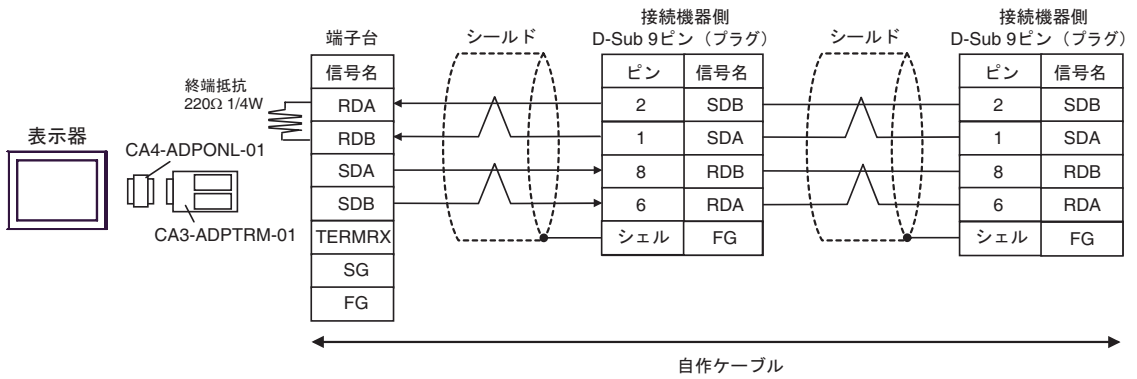 表示器
CA4-ADPONL-01
CA3-ADPTRM-01
終端抵抗
220Ω 1/4W
端子台
信号名
RDA
RDB
SDA
SDB
TERMRX
SG
FG
シールド
接続機器側
D-Sub 9ピン（プラグ）
ピン 信号名
2 SDB
1 SDA
8 RDB
6 RDA
シェル FG
シールド
接続機器側
D-Sub 9ピン（プラグ）
ピン 信号名
2 SDB
1 SDA
8 RDB
6 RDA
シェル FG
自作ケーブル